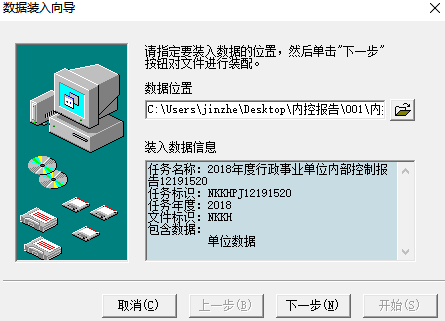 数据装入向导
请指定要装入数据的位置，然后单击"下一步"
按钮对文件进行装配。
数据位置
C:\Users\jinzhe\Desktop\内控报告\001\内
装入数据信息
任务名称：2018年度行政事业单位内部控制报
告12191520
任务标识：NKKHPJ12191520
任务年度：2018
文件标识：NKKH
包含数据：
单位数据
取消(C)
上一步(B)
下一步(N)
开始(S)